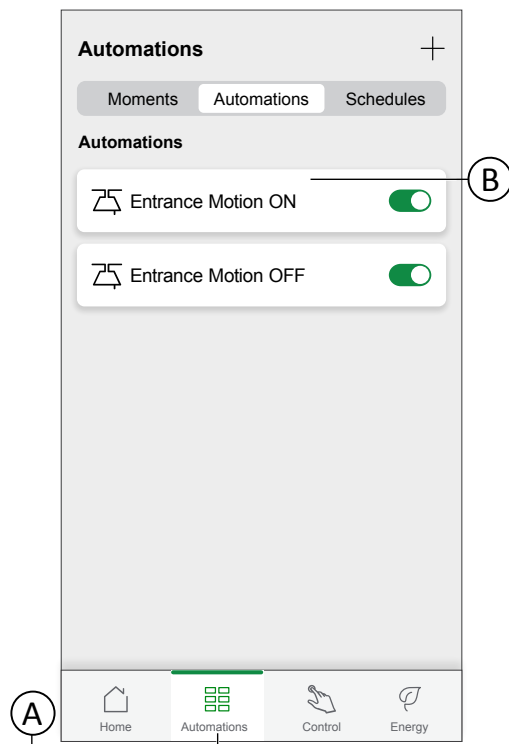 Automations
Moments Automations Schedules
Automations
B
Entrance Motion ON
Entrance Motion OFF
A
Home Automations Control Energy